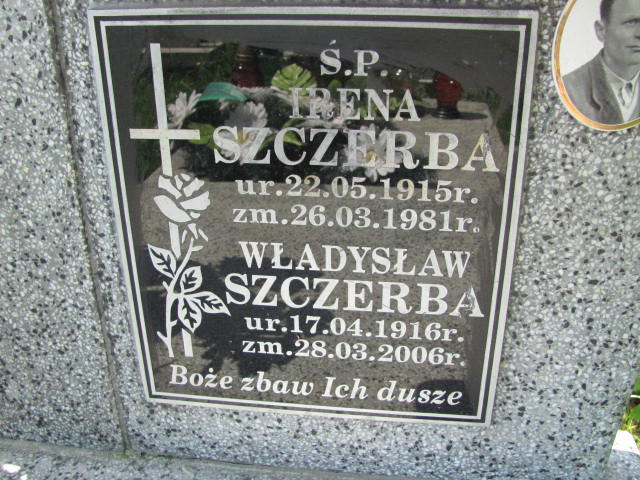 Ś.P.
IRENA
SZCZERBA
ur.22.05.1915r.
zm.26.03.1981r.
WŁADYSŁAW
SZCZERBA
ur.17.04.1916r.
zm.28.03.2006r.
Boże zbaw Ich dusze